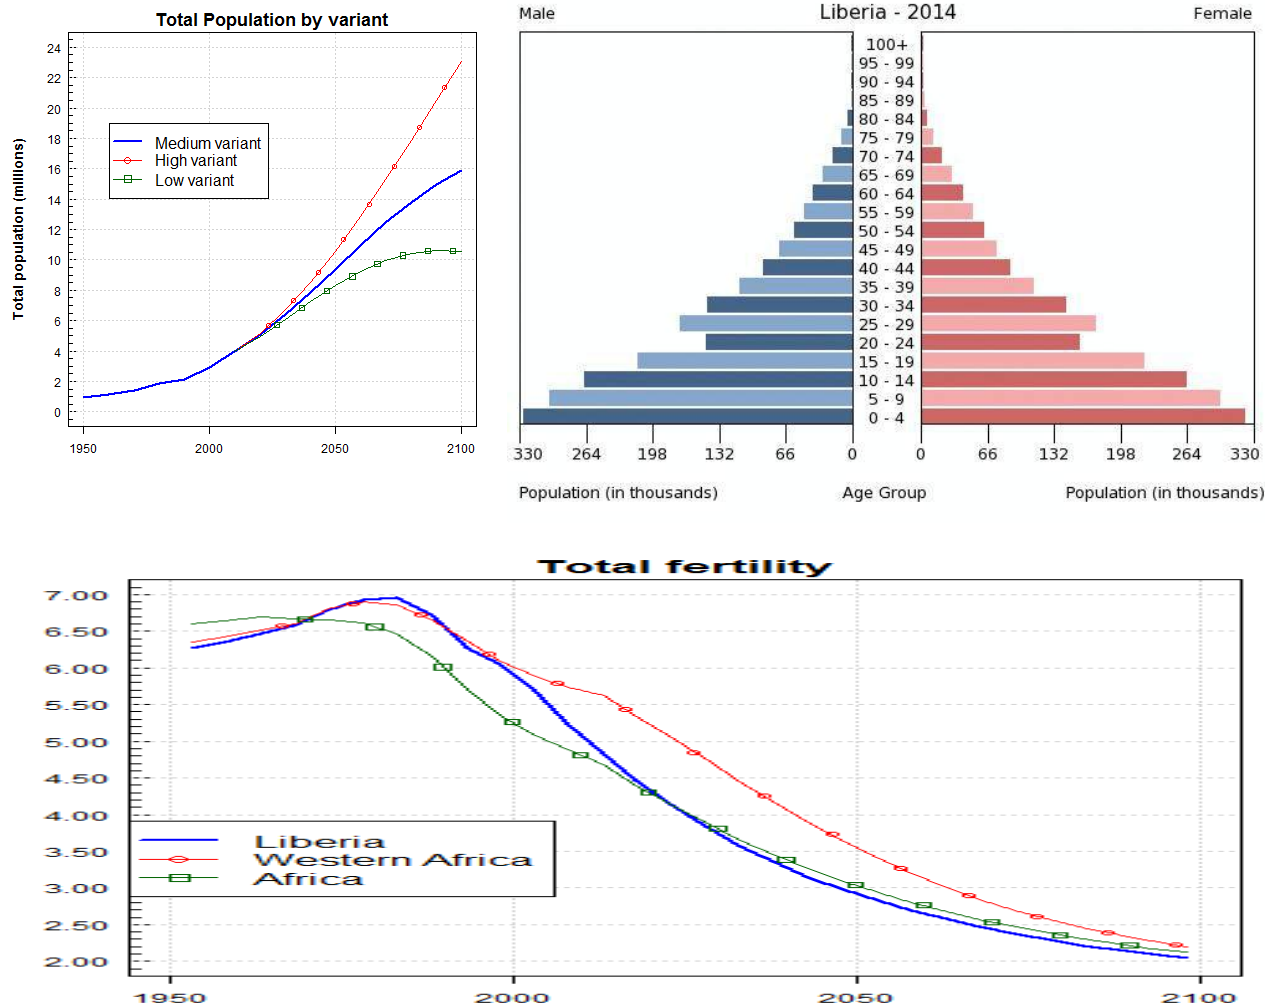 Total Population by variant
Total population (millions)
24
22
20
18
16
14
12
10
8
6
4
2
0
Medium variant
High variant
Low variant
1950 2000 2050 2100
Male Liberia - 2014 Female
100+
95 - 99
90 - 94
85 - 89
80 - 84
75 - 79
70 - 74
65 - 69
60 - 64
55 - 59
50 - 54
45 - 49
40 - 44
35 - 39
30 - 34
25 - 29
20 - 24
15 - 19
10 - 14
5 - 9
0 - 4
330 264 198 132 66 0 0 66 132 198 264 330
Population (in thousands) Age Group Population (in thousands)
Total fertility
7.00
6.50
6.00
5.50
5.00
4.50
4.00
3.50
3.00
2.50
2.00
Liberia
Western Africa
Africa
1950 2000 2050 2100